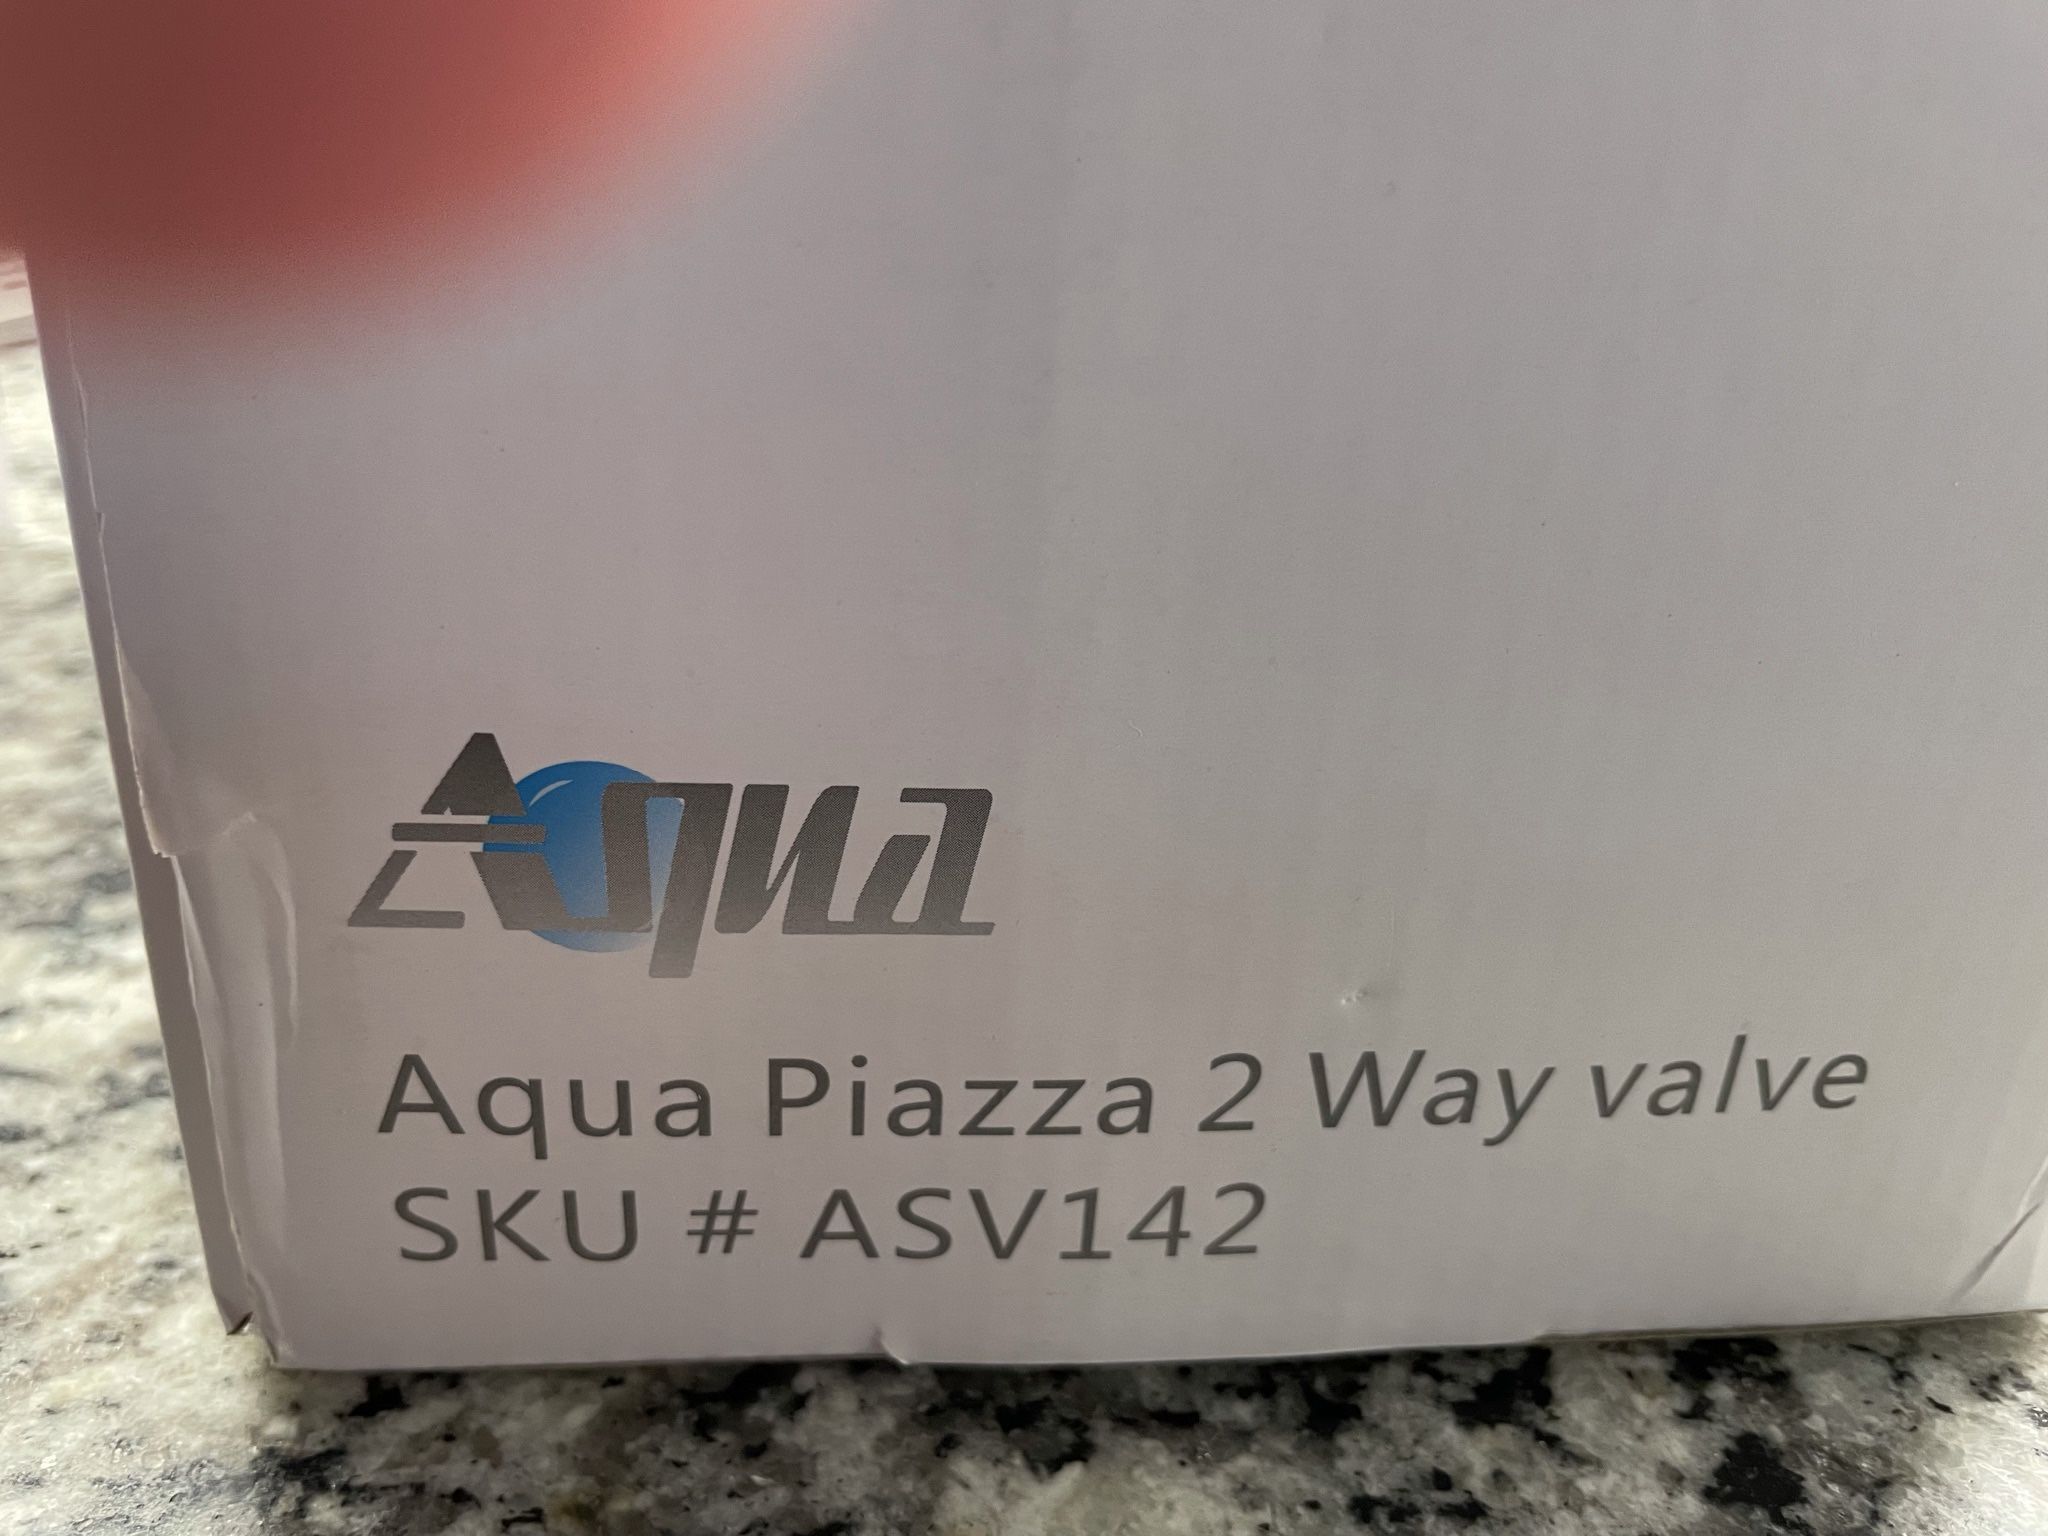 Aqua
Aqua Piazza 2 Way valve
SKU # ASV142